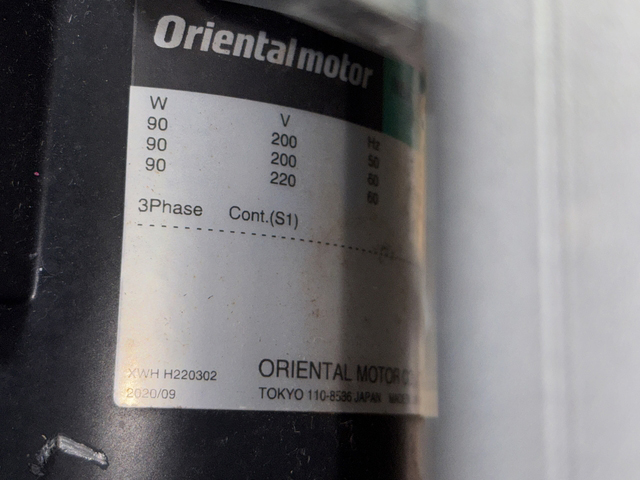 Orientalmotor
W V Hz
90 200 50
90 200 60
90 220 60
3Phase Cont.(S1)
XWH H220302
2020/09
ORIENTAL MOTOR
TOKYO 110-8536 JAPAN MADE